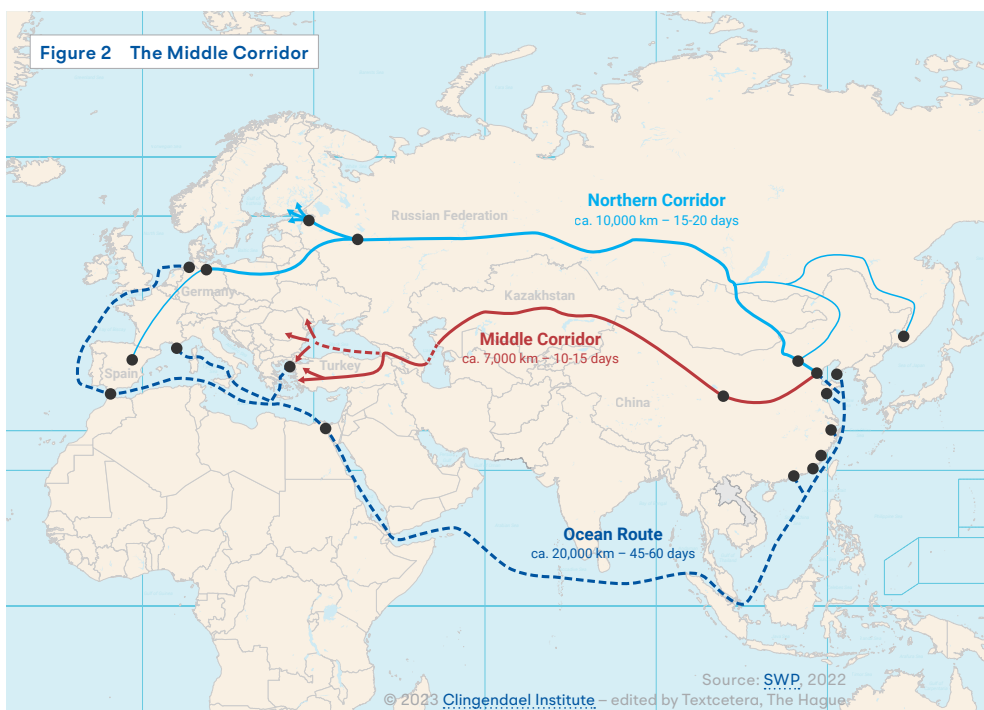 Figure 2 The Middle Corridor
Northern Corridor
ca. 10,000 km – 15-20 days
Russian Federation
Germany
Kazakhstan
Middle Corridor
ca. 7,000 km – 10-15 days
Spain
Turkey
China
Ocean Route
ca. 20,000 km – 45-60 days
Source: SWP, 2022
© 2023 Clingendael Institute – edited by Textcetera, The Hague